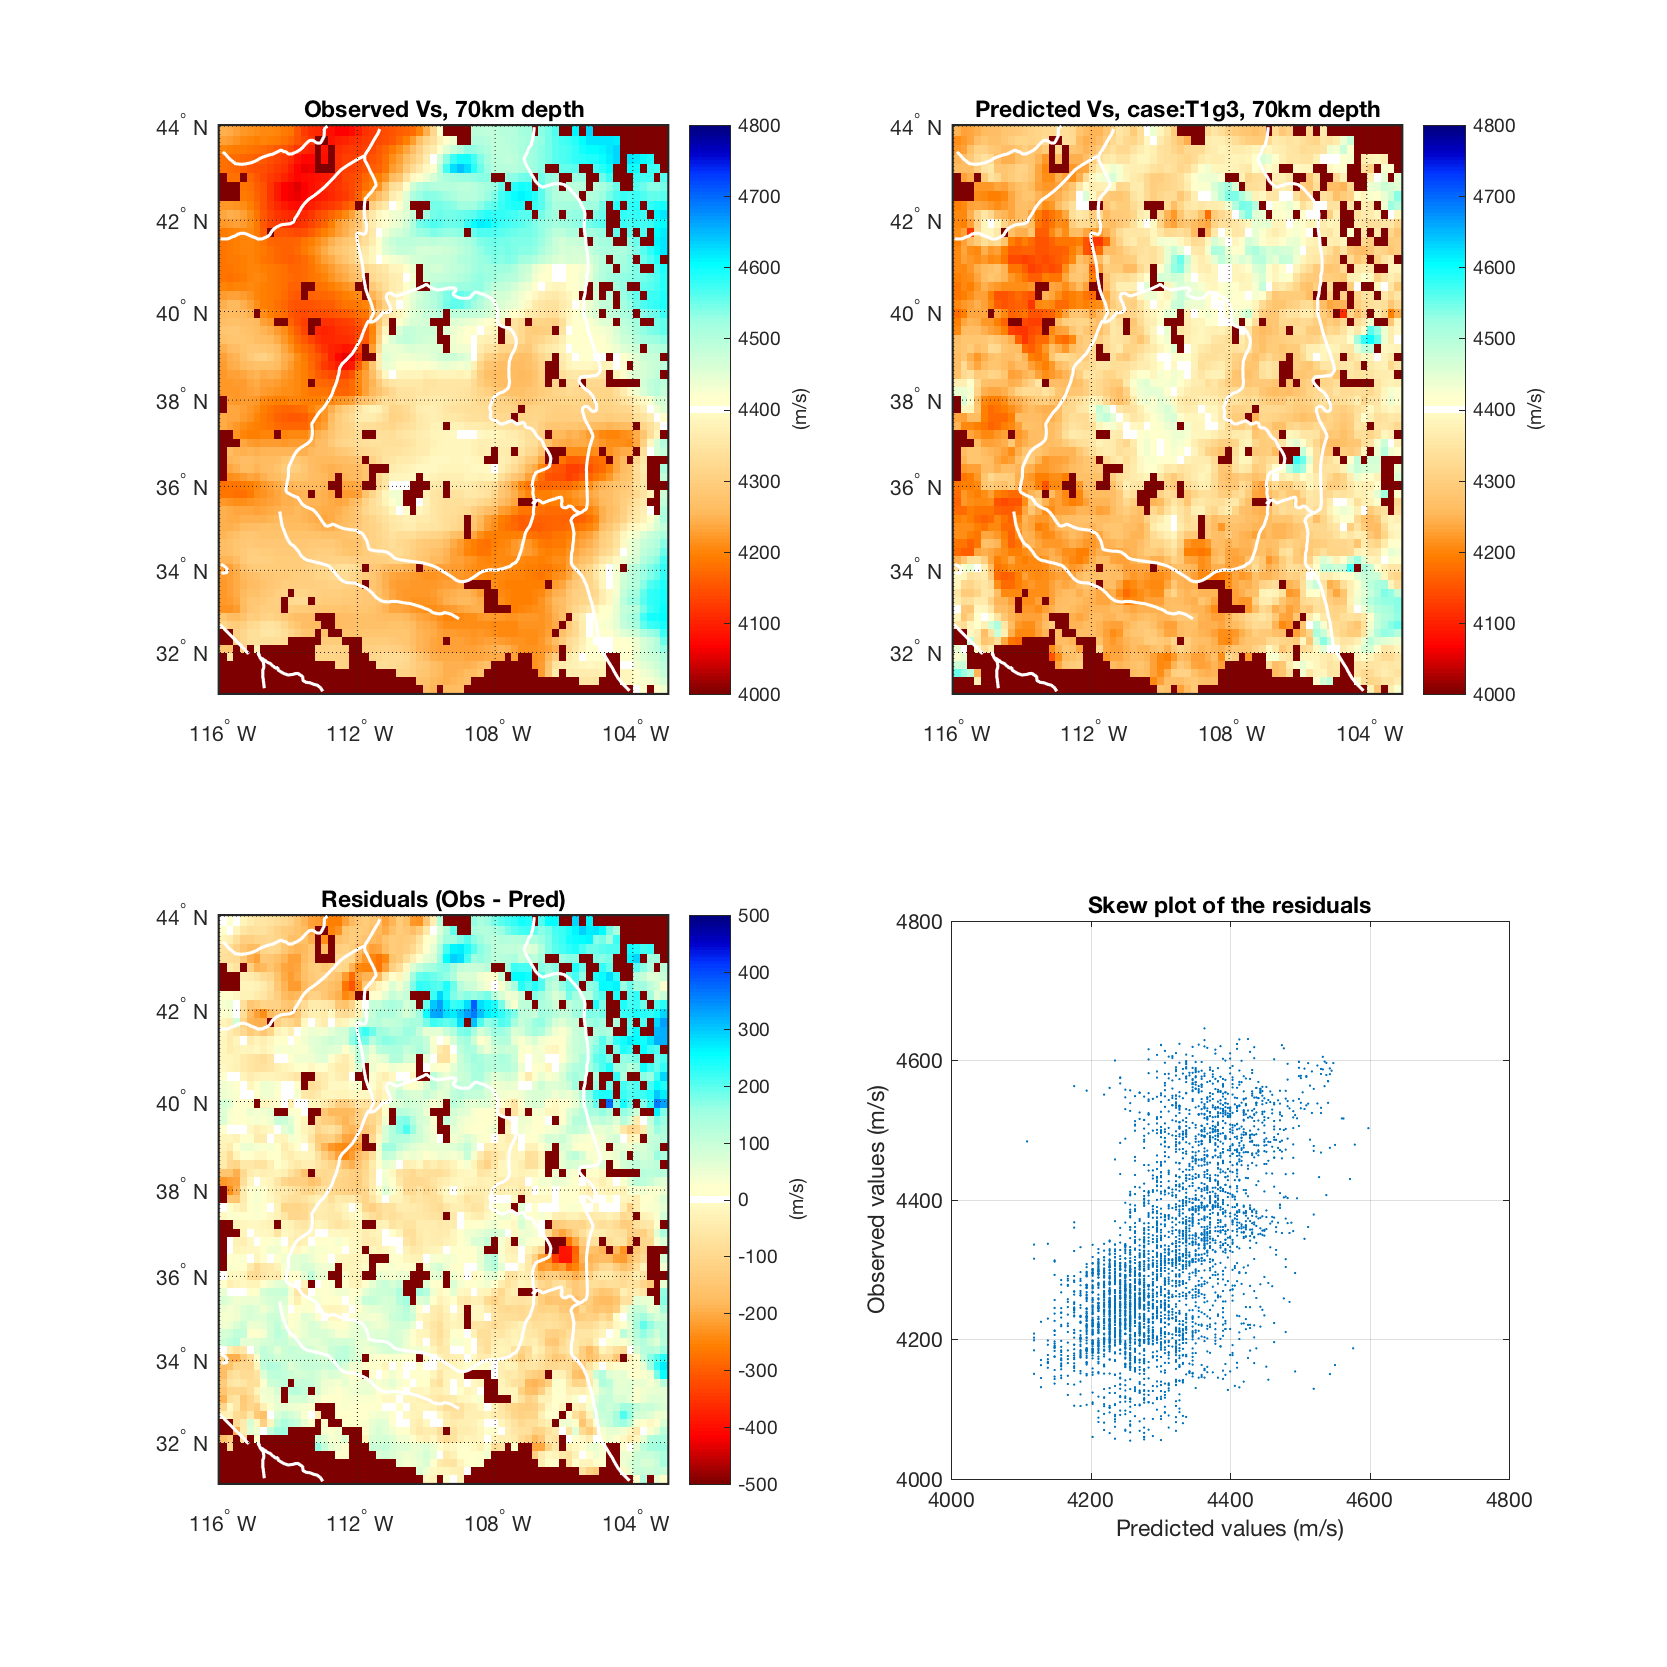 Observed Vs, 70km depth
44° N
42° N
40° N
38° N
36° N
34° N
32° N
116° W
112° W
108° W
104° W
4800
4700
4600
4500
4400
4300
4200
4100
4000
(m/s)
Predicted Vs, case:T1g3, 70km depth
44° N
42° N
40° N
38° N
36° N
34° N
32° N
116° W
112° W
108° W
104° W
4800
4700
4600
4500
4400
4300
4200
4100
4000
(m/s)
Residuals (Obs - Pred)
44° N
42° N
40° N
38° N
36° N
34° N
32° N
116° W
112° W
108° W
104° W
500
400
300
200
100
0
-100
-200
-300
-400
-500
(m/s)
Skew plot of the residuals
4800
4600
4400
4200
4000
Observed values (m/s)
4000
4200
4400
4600
4800
Predicted values (m/s)